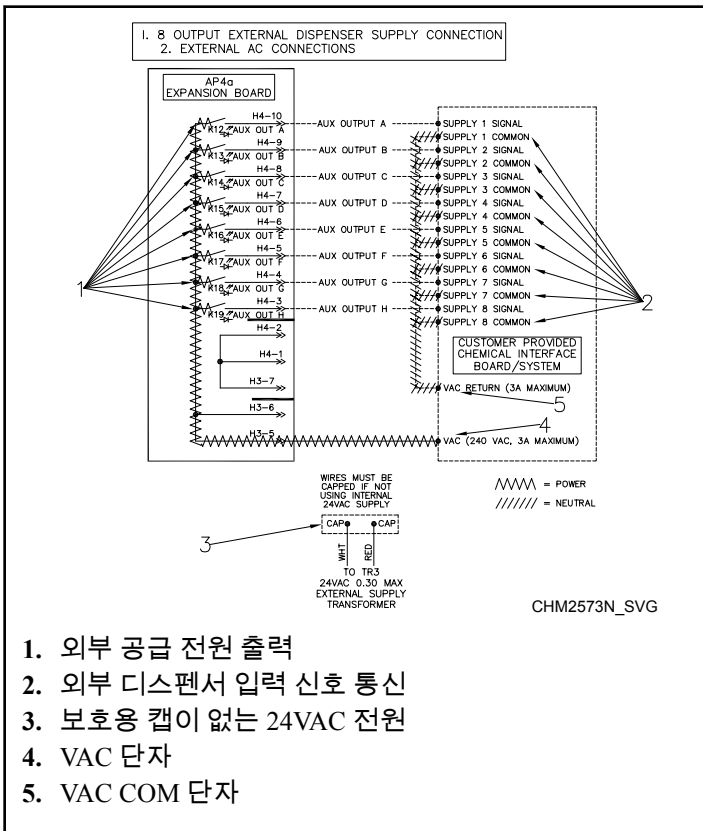 1. 8 OUTPUT EXTERNAL DISPENSER SUPPLY CONNECTION
2. EXTERNAL AC CONNECTIONS
AP4a
EXPANSION BOARD
H4-10
K12 AUX OUT A
AUX OUTPUT A
SUPPLY 1 SIGNAL
SUPPLY 1 COMMON
H4-9
K13 AUX OUT B
AUX OUTPUT B
SUPPLY 2 SIGNAL
SUPPLY 2 COMMON
H4-8
K14 AUX OUT C
AUX OUTPUT C
SUPPLY 3 SIGNAL
SUPPLY 3 COMMON
H4-7
K15 AUX OUT D
AUX OUTPUT D
SUPPLY 4 SIGNAL
SUPPLY 4 COMMON
H4-6
K16 AUX OUT E
AUX OUTPUT E
SUPPLY 5 SIGNAL
SUPPLY 5 COMMON
H4-5
K17 AUX OUT F
AUX OUTPUT F
SUPPLY 6 SIGNAL
SUPPLY 6 COMMON
H4-4
K18 AUX OUT G
AUX OUTPUT G
SUPPLY 7 SIGNAL
SUPPLY 7 COMMON
H4-3
K19 AUX OUT H
AUX OUTPUT H
SUPPLY 8 SIGNAL
SUPPLY 8 COMMON
1
2
H4-2
H4-1
H3-7
H3-6
H3-5
CUSTOMER PROVIDED
CHEMICAL INTERFACE
BOARD/SYSTEM
VAC RETURN (3A MAXIMUM)
5
4
VAC (240 VAC, 3A MAXIMUM)
WIRES MUST BE
CAPPED IF NOT
USING INTERNAL
24VAC SUPPLY
= POWER
= NEUTRAL
CAP CAP
3
WHT RED
TO TR3
24VAC 0.30 MAX
EXTERNAL SUPPLY
TRANSFORMER
CHM2573N_SVG
1. 외부 공급 전원 출력
2. 외부 디스펜서 입력 신호 통신
3. 보호용 캡이 없는 24VAC 전원
4. VAC 단자
5. VAC COM 단자